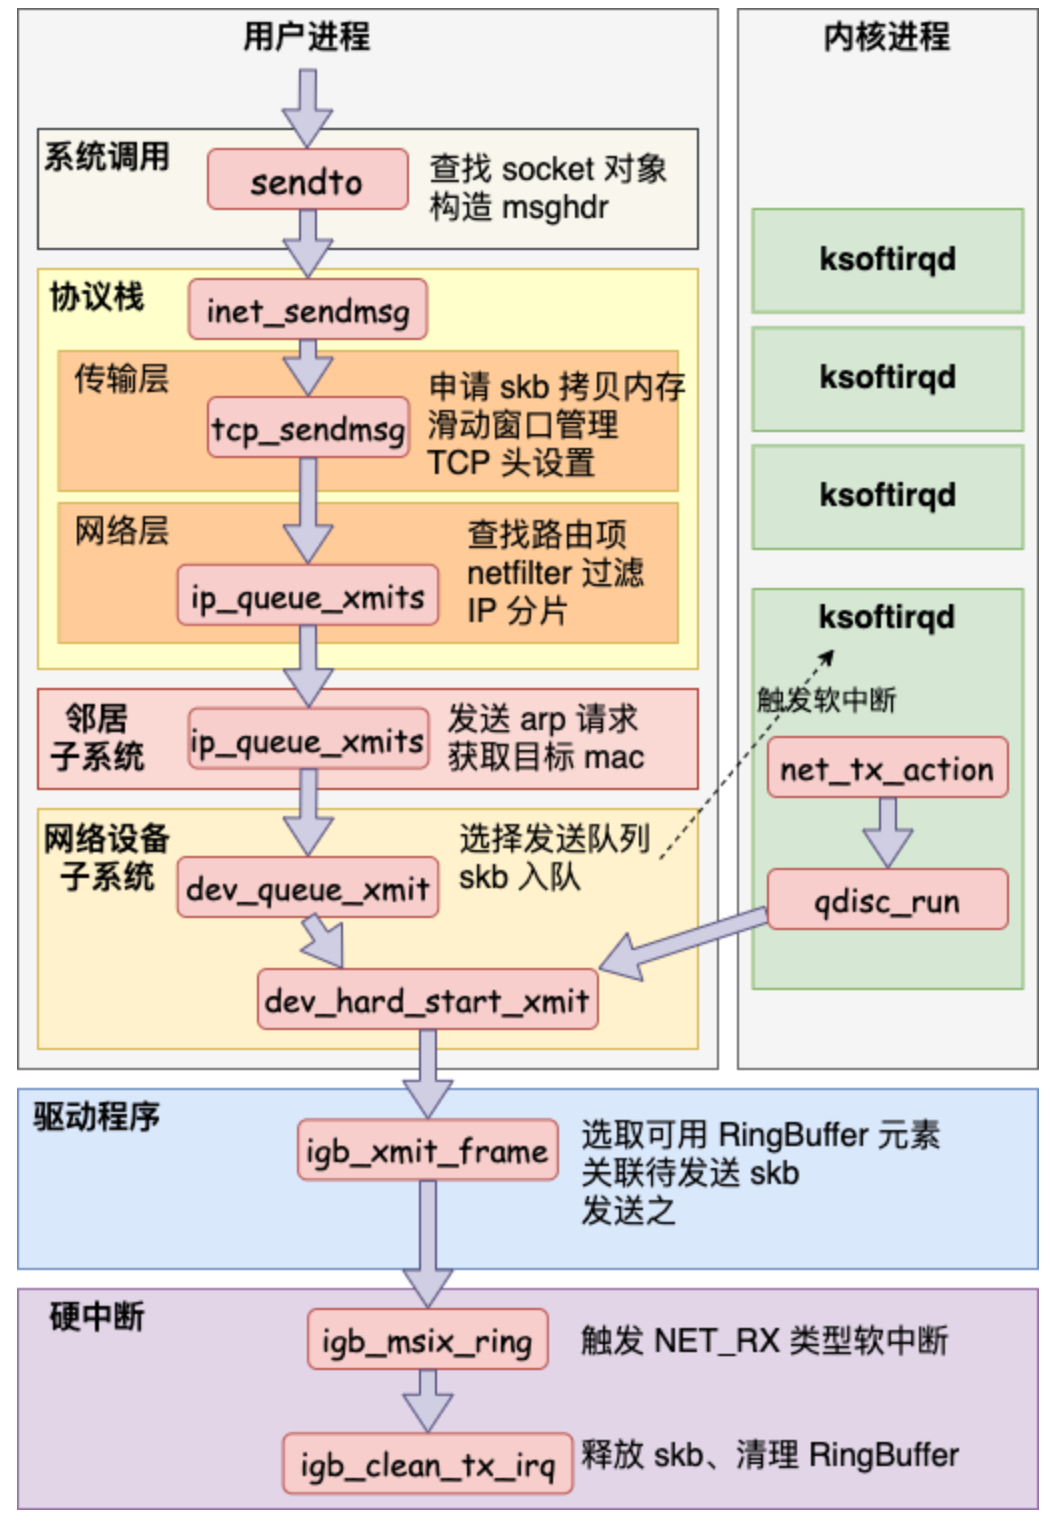 用户进程
系统调用
sendto
查找 socket 对象
构造 msghdr
协议栈
inet_sendmsg
传输层
tcp_sendmsg
申请 skb 拷贝内存
滑动窗口管理
TCP 头设置
网络层
ip_queue_xmits
查找路由项
netfilter 过滤
IP 分片
邻居
子系统
ip_queue_xmits
发送 arp 请求
获取目标 mac
网络设备
子系统
dev_queue_xmit
选择发送队列
skb 入队
dev_hard_start_xmit
内核进程
ksoftirqd
ksoftirqd
ksoftirqd
ksoftirqd
触发软中断
net_tx_action
qdisc_run
驱动程序
igb_xmit_frame
选取可用 RingBuffer 元素
关联待发送 skb
发送之
硬中断
igb_msix_ring
触发 NET_RX 类型软中断
igb_clean_tx_irq
释放 skb、清理 RingBuffer